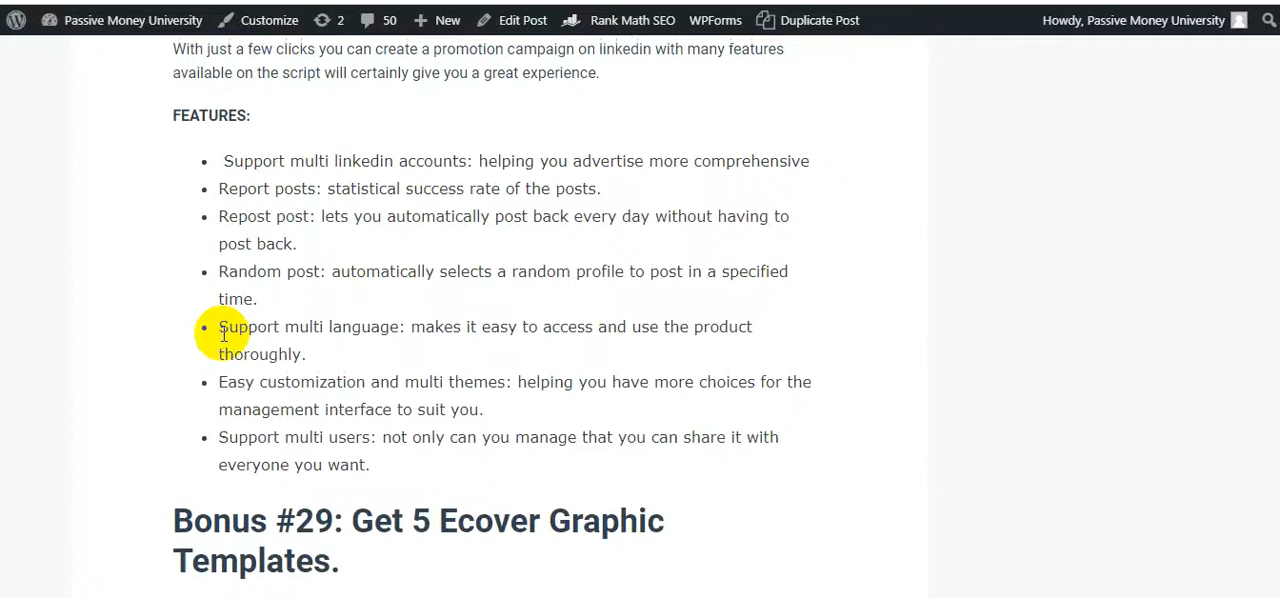 Passive Money University Customize 2 50 New Edit Post Rank Math SEO WPForms Duplicate Post Howdy, Passive Money University
With just a few clicks you can create a promotion campaign on linkedin with many features
available on the script will certainly give you a great experience.
FEATURES:
Support multi linkedin accounts: helping you advertise more comprehensive
Report posts: statistical success rate of the posts.
Repost post: lets you automatically post back every day without having to
post back.
Random post: automatically selects a random profile to post in a specified
time.
Support multi language: makes it easy to access and use the product
thoroughly.
Easy customization and multi themes: helping you have more choices for the
management interface to suit you.
Support multi users: not only can you manage that you can share it with
everyone you want.
Bonus #29: Get 5 Ecover Graphic
Templates.